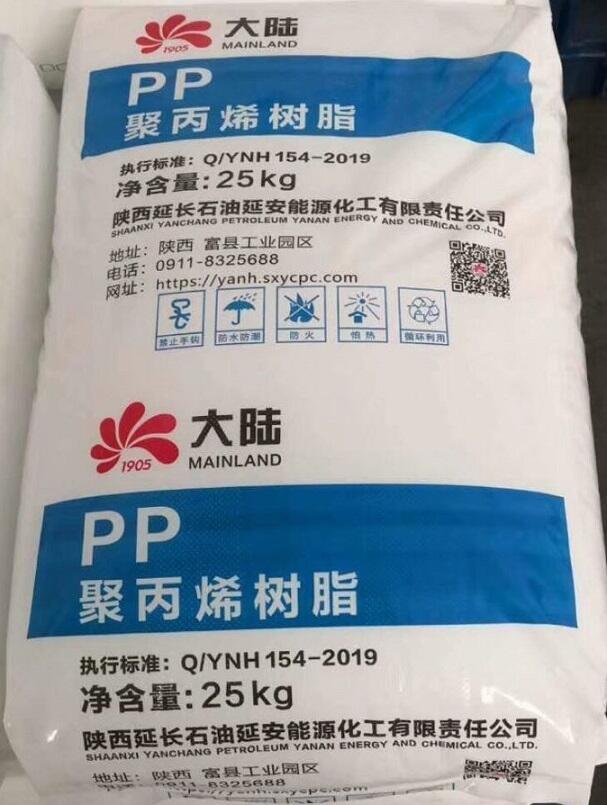 大陆
MAINLAND
1905
PP
聚丙烯树脂
执行标准: Q/YNH 154-2019
净含量: 25kg
陕西延长石油延安能源化工有限责任公司
SHAANXI YANCHANG PETROLEUM YANAN ENERGY AND CHEMICAL CO.,LTD.
地址: 陕西 富县工业园区
电话: 0911-8325688
网址: https://yanh.sxycpc.com
禁止手钩 防水防潮 防火 怕热 循环利用
大陆
MAINLAND
1905
PP
聚丙烯树脂
执行标准: Q/YNH 154-2019
净含量: 25kg
陕西延长石油延安能源化工有限责任公司
SHAANXI YANCHANG PETROLEUM YANAN ENERGY AND CHEMICAL CO.,LTD.
地址: 陕西 富县工业园区
电话: 0911-8325688